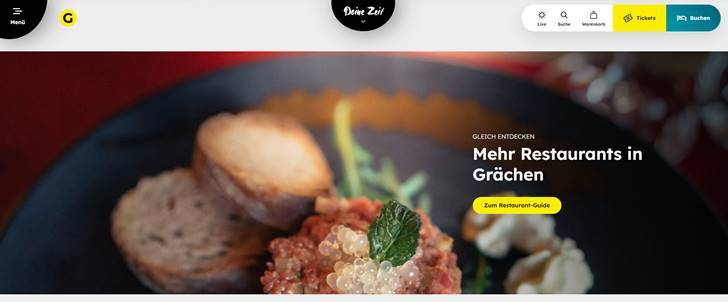 Menü
G
Deine Zeit
Live
Suche
Warenkorb
Tickets
Buchen
GLEICH ENTDECKEN
Mehr Restaurants in
Grächen
Zum Restaurant-Guide